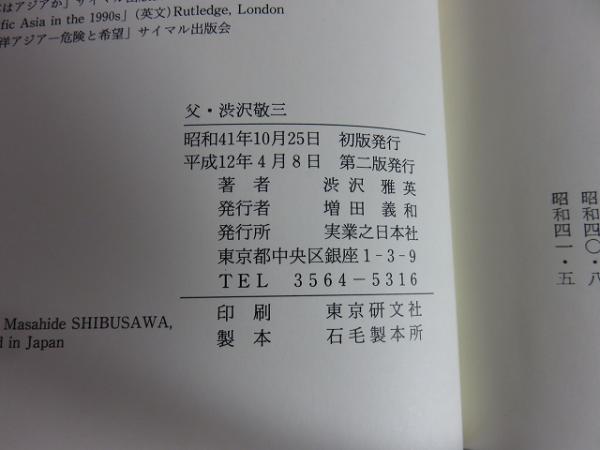 はアジアか」サイマル出版
fic Asia in the 1990s」(英文) Rutledge, London
洋アジア―危険と希望」サイマル出版会
父・渋沢敬三
昭和41年10月25日 初版発行
平成12年4月8日 第二版発行
著者 渋沢 雅英
発行者 増田 義和
発行所 実業之日本社
東京都中央区銀座1-3-9
TEL 3564-5316
印刷 東京研文社
製本 石毛製本所
Masahide SHIBUSAWA,
d in Japan
昭和四〇・八
昭和四一・五